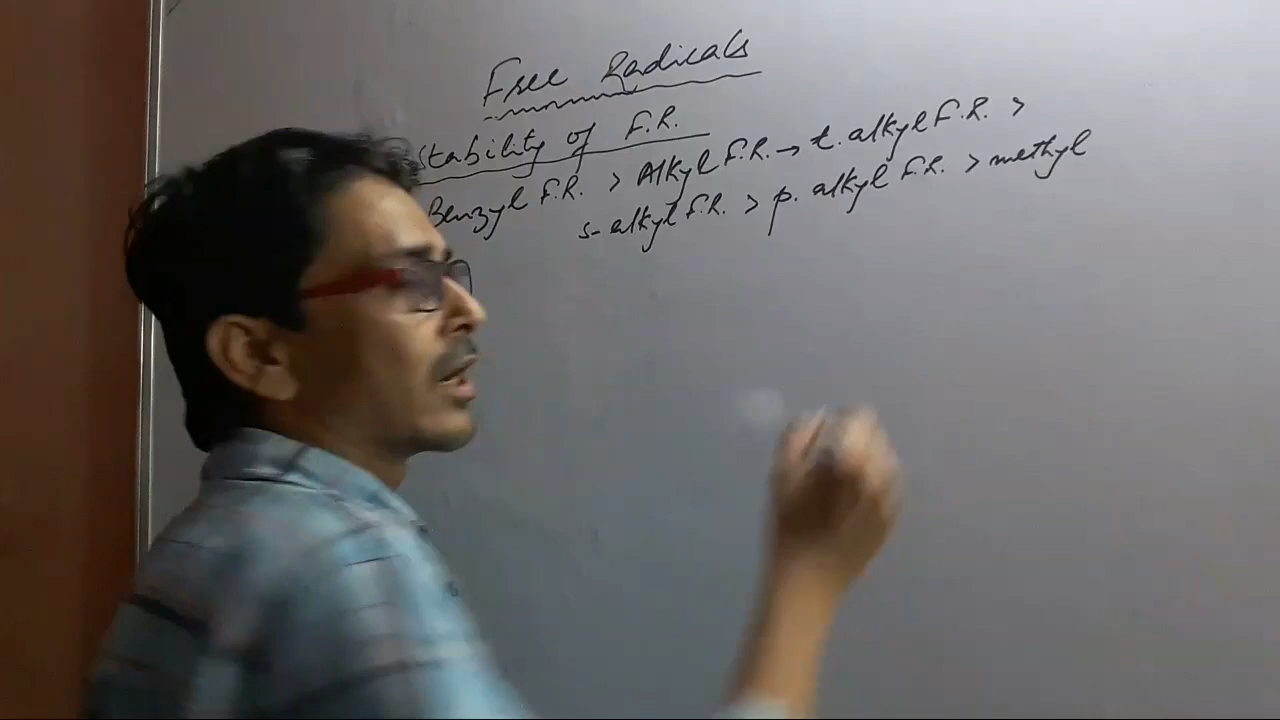 Free Radicals
Stability of F.R.
Benzyl F.R. > Alkyl F.R. → t. alkyl F.R. >
s-alkyl F.R. > p. alkyl F.R. > methyl